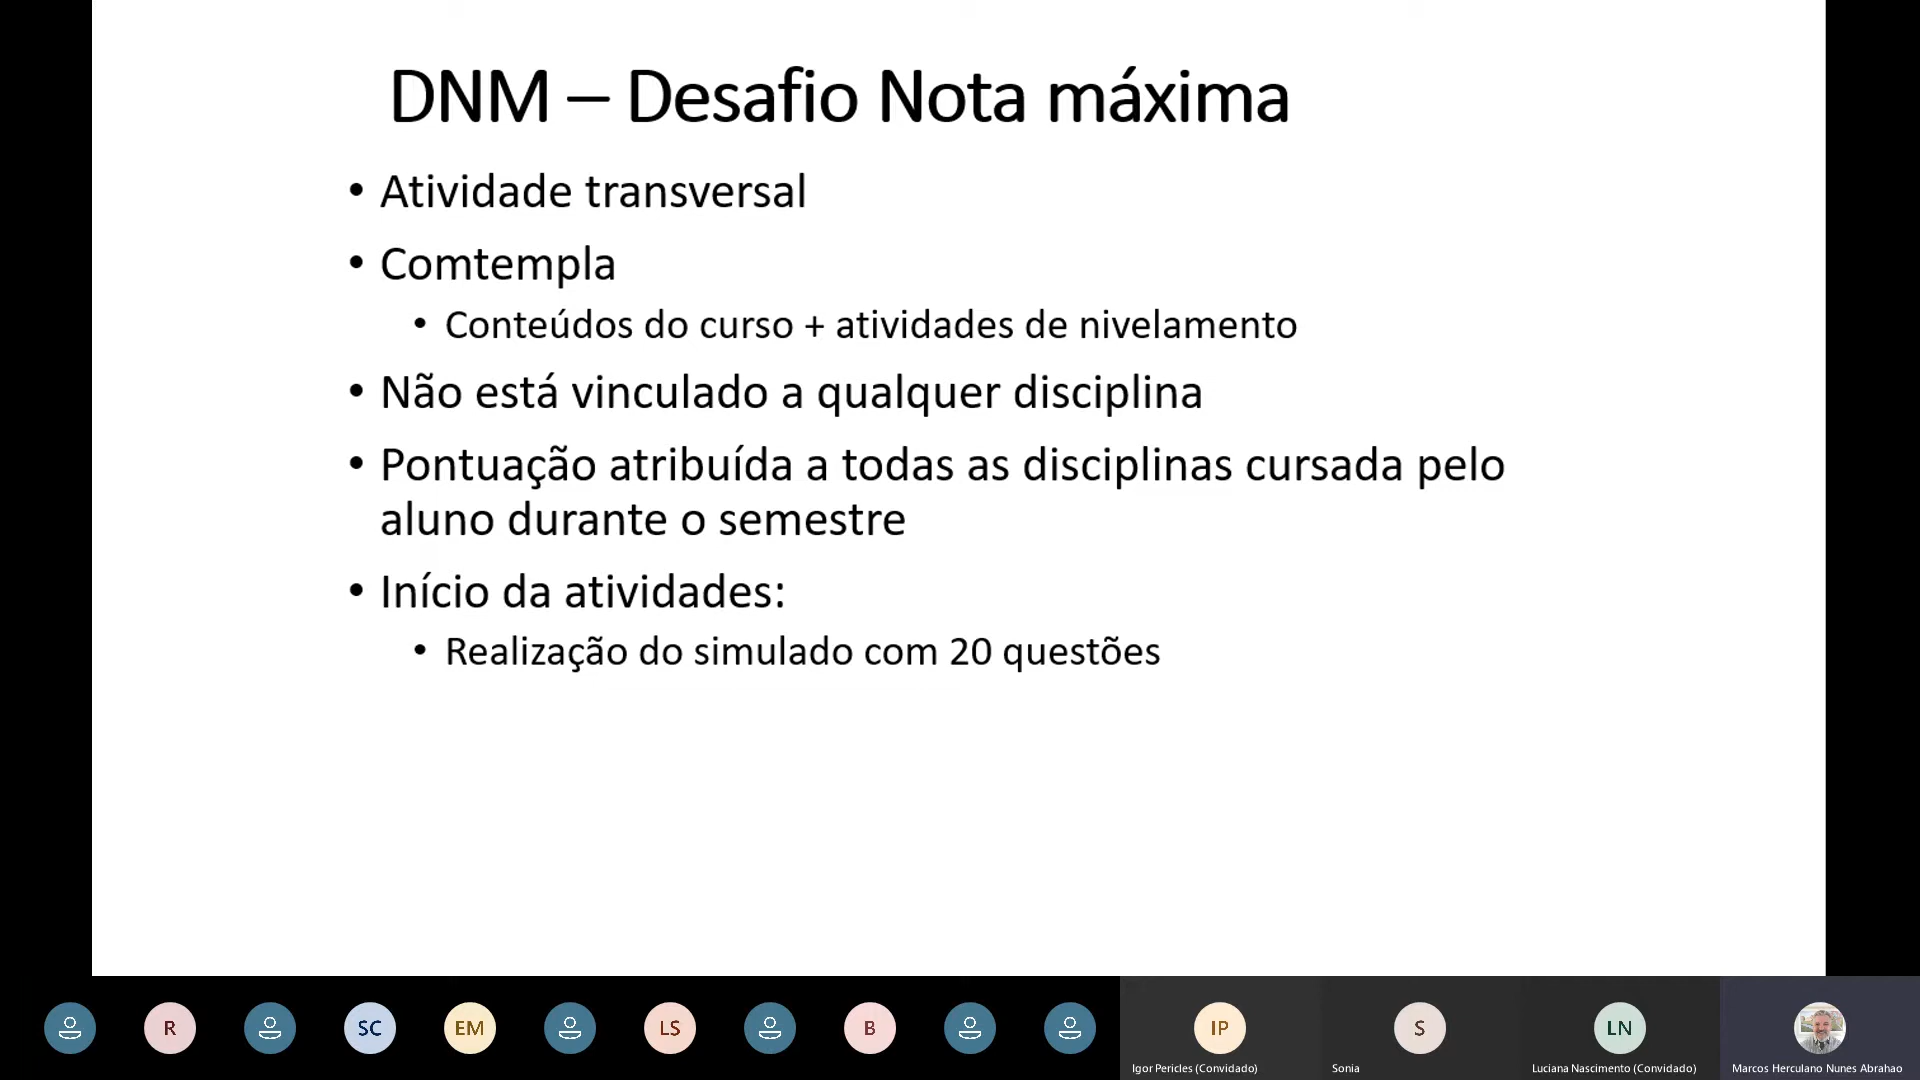 DNM – Desafio Nota máxima
• Atividade transversal
• Comtempla
• Conteúdos do curso + atividades de nivelamento
• Não está vinculado a qualquer disciplina
• Pontuação atribuída a todas as disciplinas cursada pelo
aluno durante o semestre
• Início da atividades:
• Realização do simulado com 20 questões
R SC EM LS B IP S LN
Igor Pericles (Convidado) Sonia Luciana Nascimento (Convidado) Marcos Herculano Nunes Abrahao